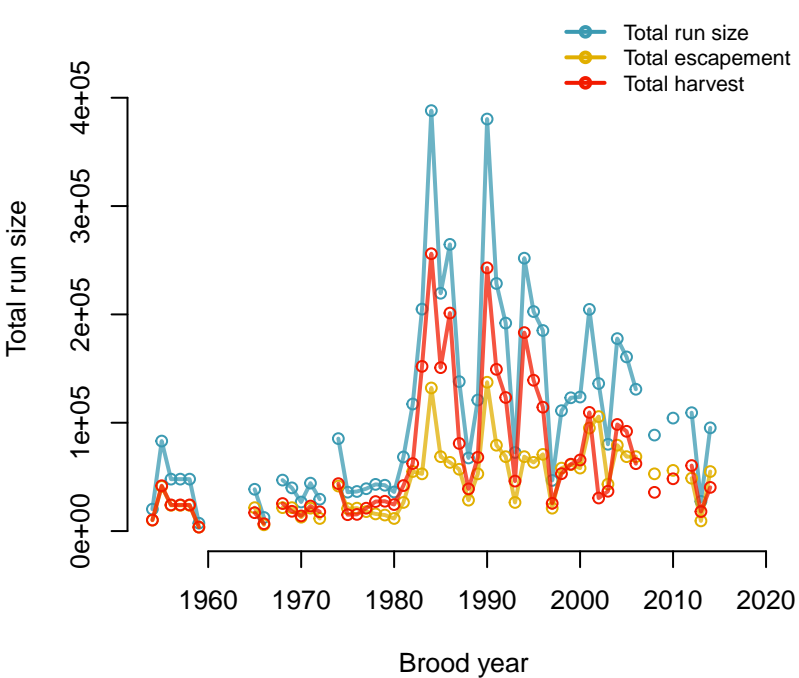 Total run size
Total escapement
Total harvest
Total run size
4e+05
3e+05
2e+05
1e+05
0e+00
1960 1970 1980 1990 2000 2010 2020
Brood year